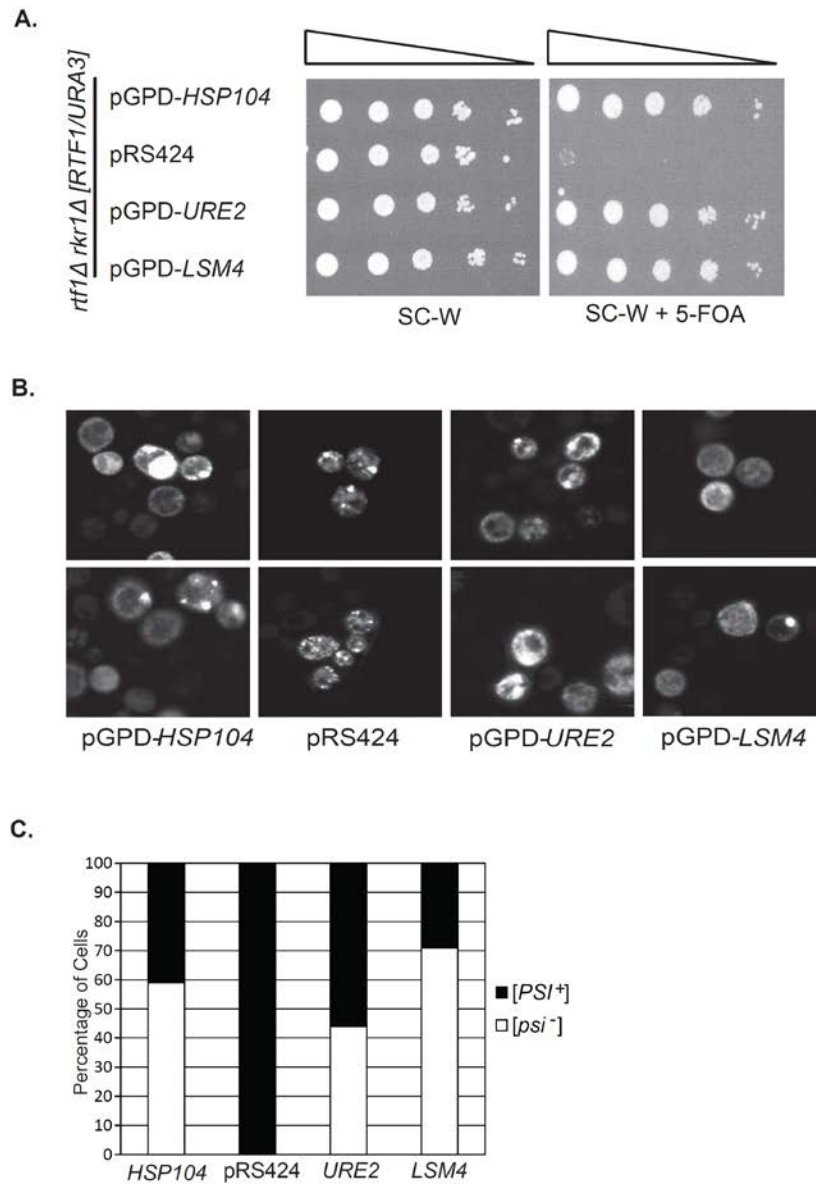 A.
rtf1Δ rkr1Δ [RTF1/URA3]
pGPD-HSP104
pRS424
pGPD-URE2
pGPD-LSM4
SC-W
SC-W + 5-FOA
B.
pGPD-HSP104
pRS424
pGPD-URE2
pGPD-LSM4
C.
Percentage of Cells
100
90
80
70
60
50
40
30
20
10
0
HSP104
pRS424
URE2
LSM4
[PSI+]
[psi-]